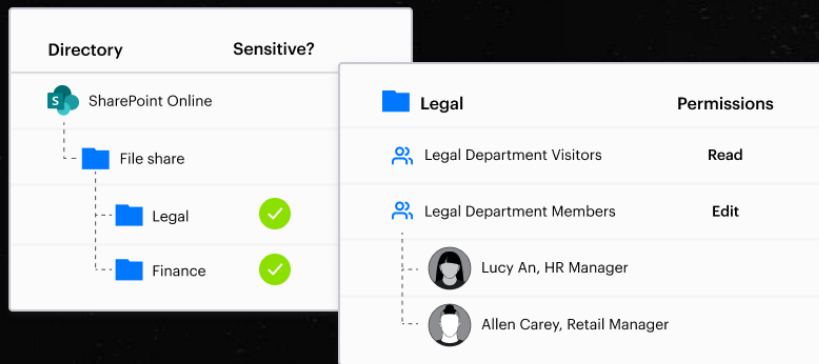 Directory Sensitive?
S
SharePoint Online
File share
Legal
Finance
Legal Permissions
Legal Department Visitors Read
Legal Department Members Edit
Lucy An, HR Manager
Allen Carey, Retail Manager